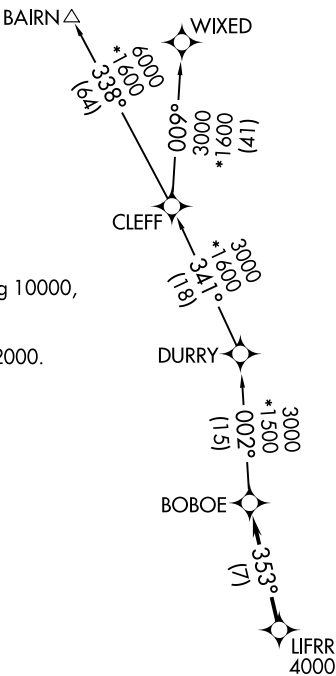 BAIRN
WIXED
6000
*1600
338°
(64)
009°
3000
*1600
(41)
CLEFF
3000
*1600
341°
(18)
g 10000,
2000.
DURRY
3000
*1500
002°
(15)
BOBOE
353°
(7)
LIFRR
4000